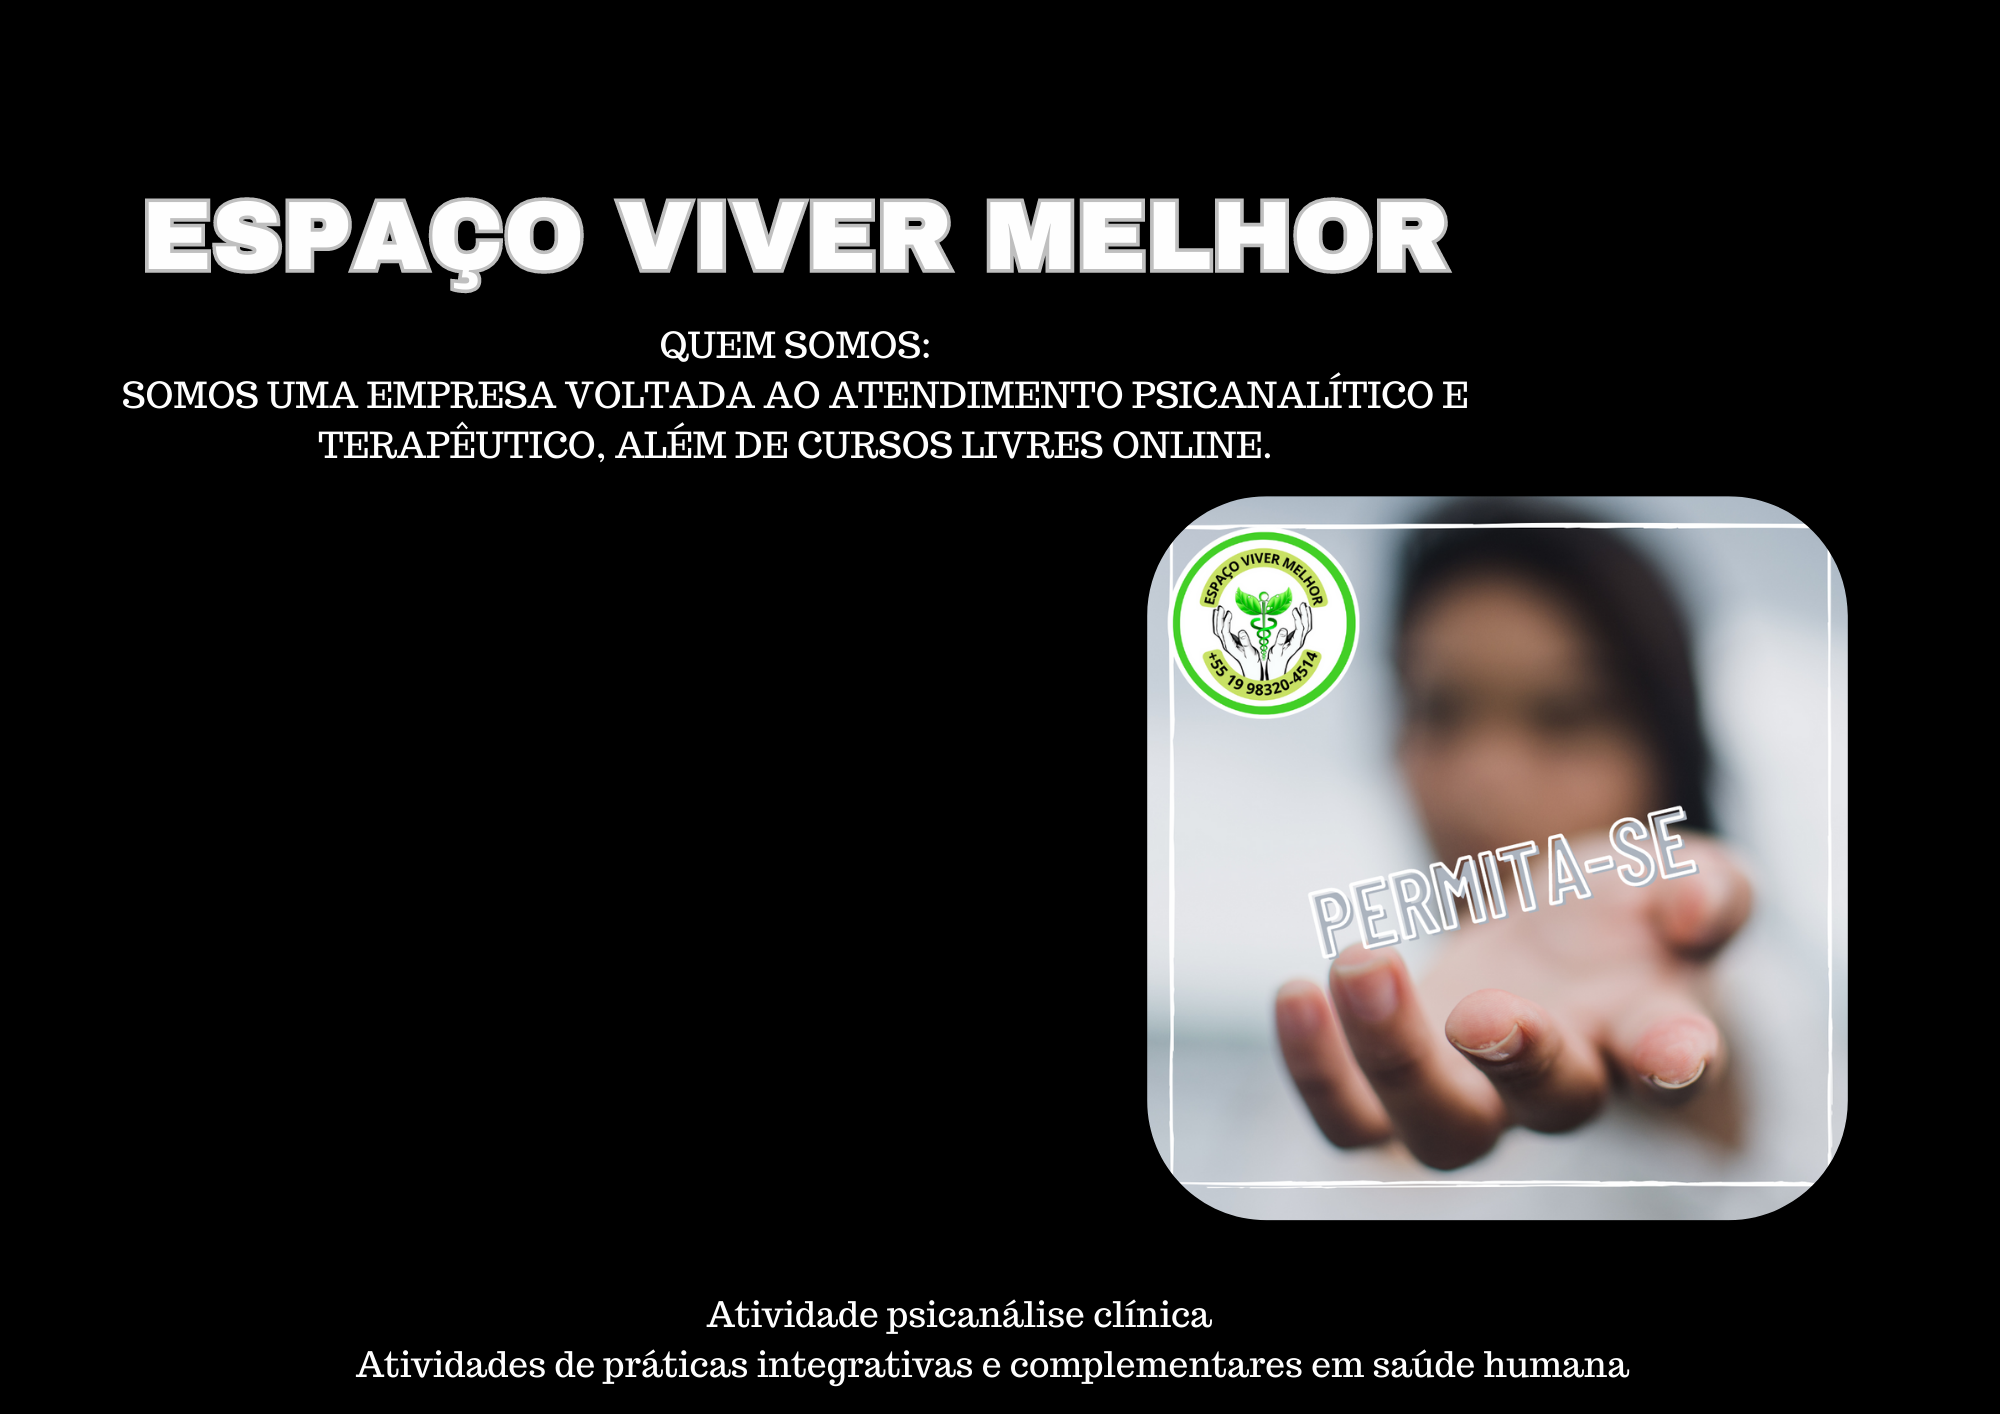 ESPAÇO VIVER MELHOR
QUEM SOMOS:
SOMOS UMA EMPRESA VOLTADA AO ATENDIMENTO PSICANALÍTICO E
TERAPÊUTICO, ALÉM DE CURSOS LIVRES ONLINE.
ESPAÇO VIVER MELHOR
+55 19 98320-4514
PERMITA-SE
Atividade psicanálise clínica
Atividades de práticas integrativas e complementares em saúde humana